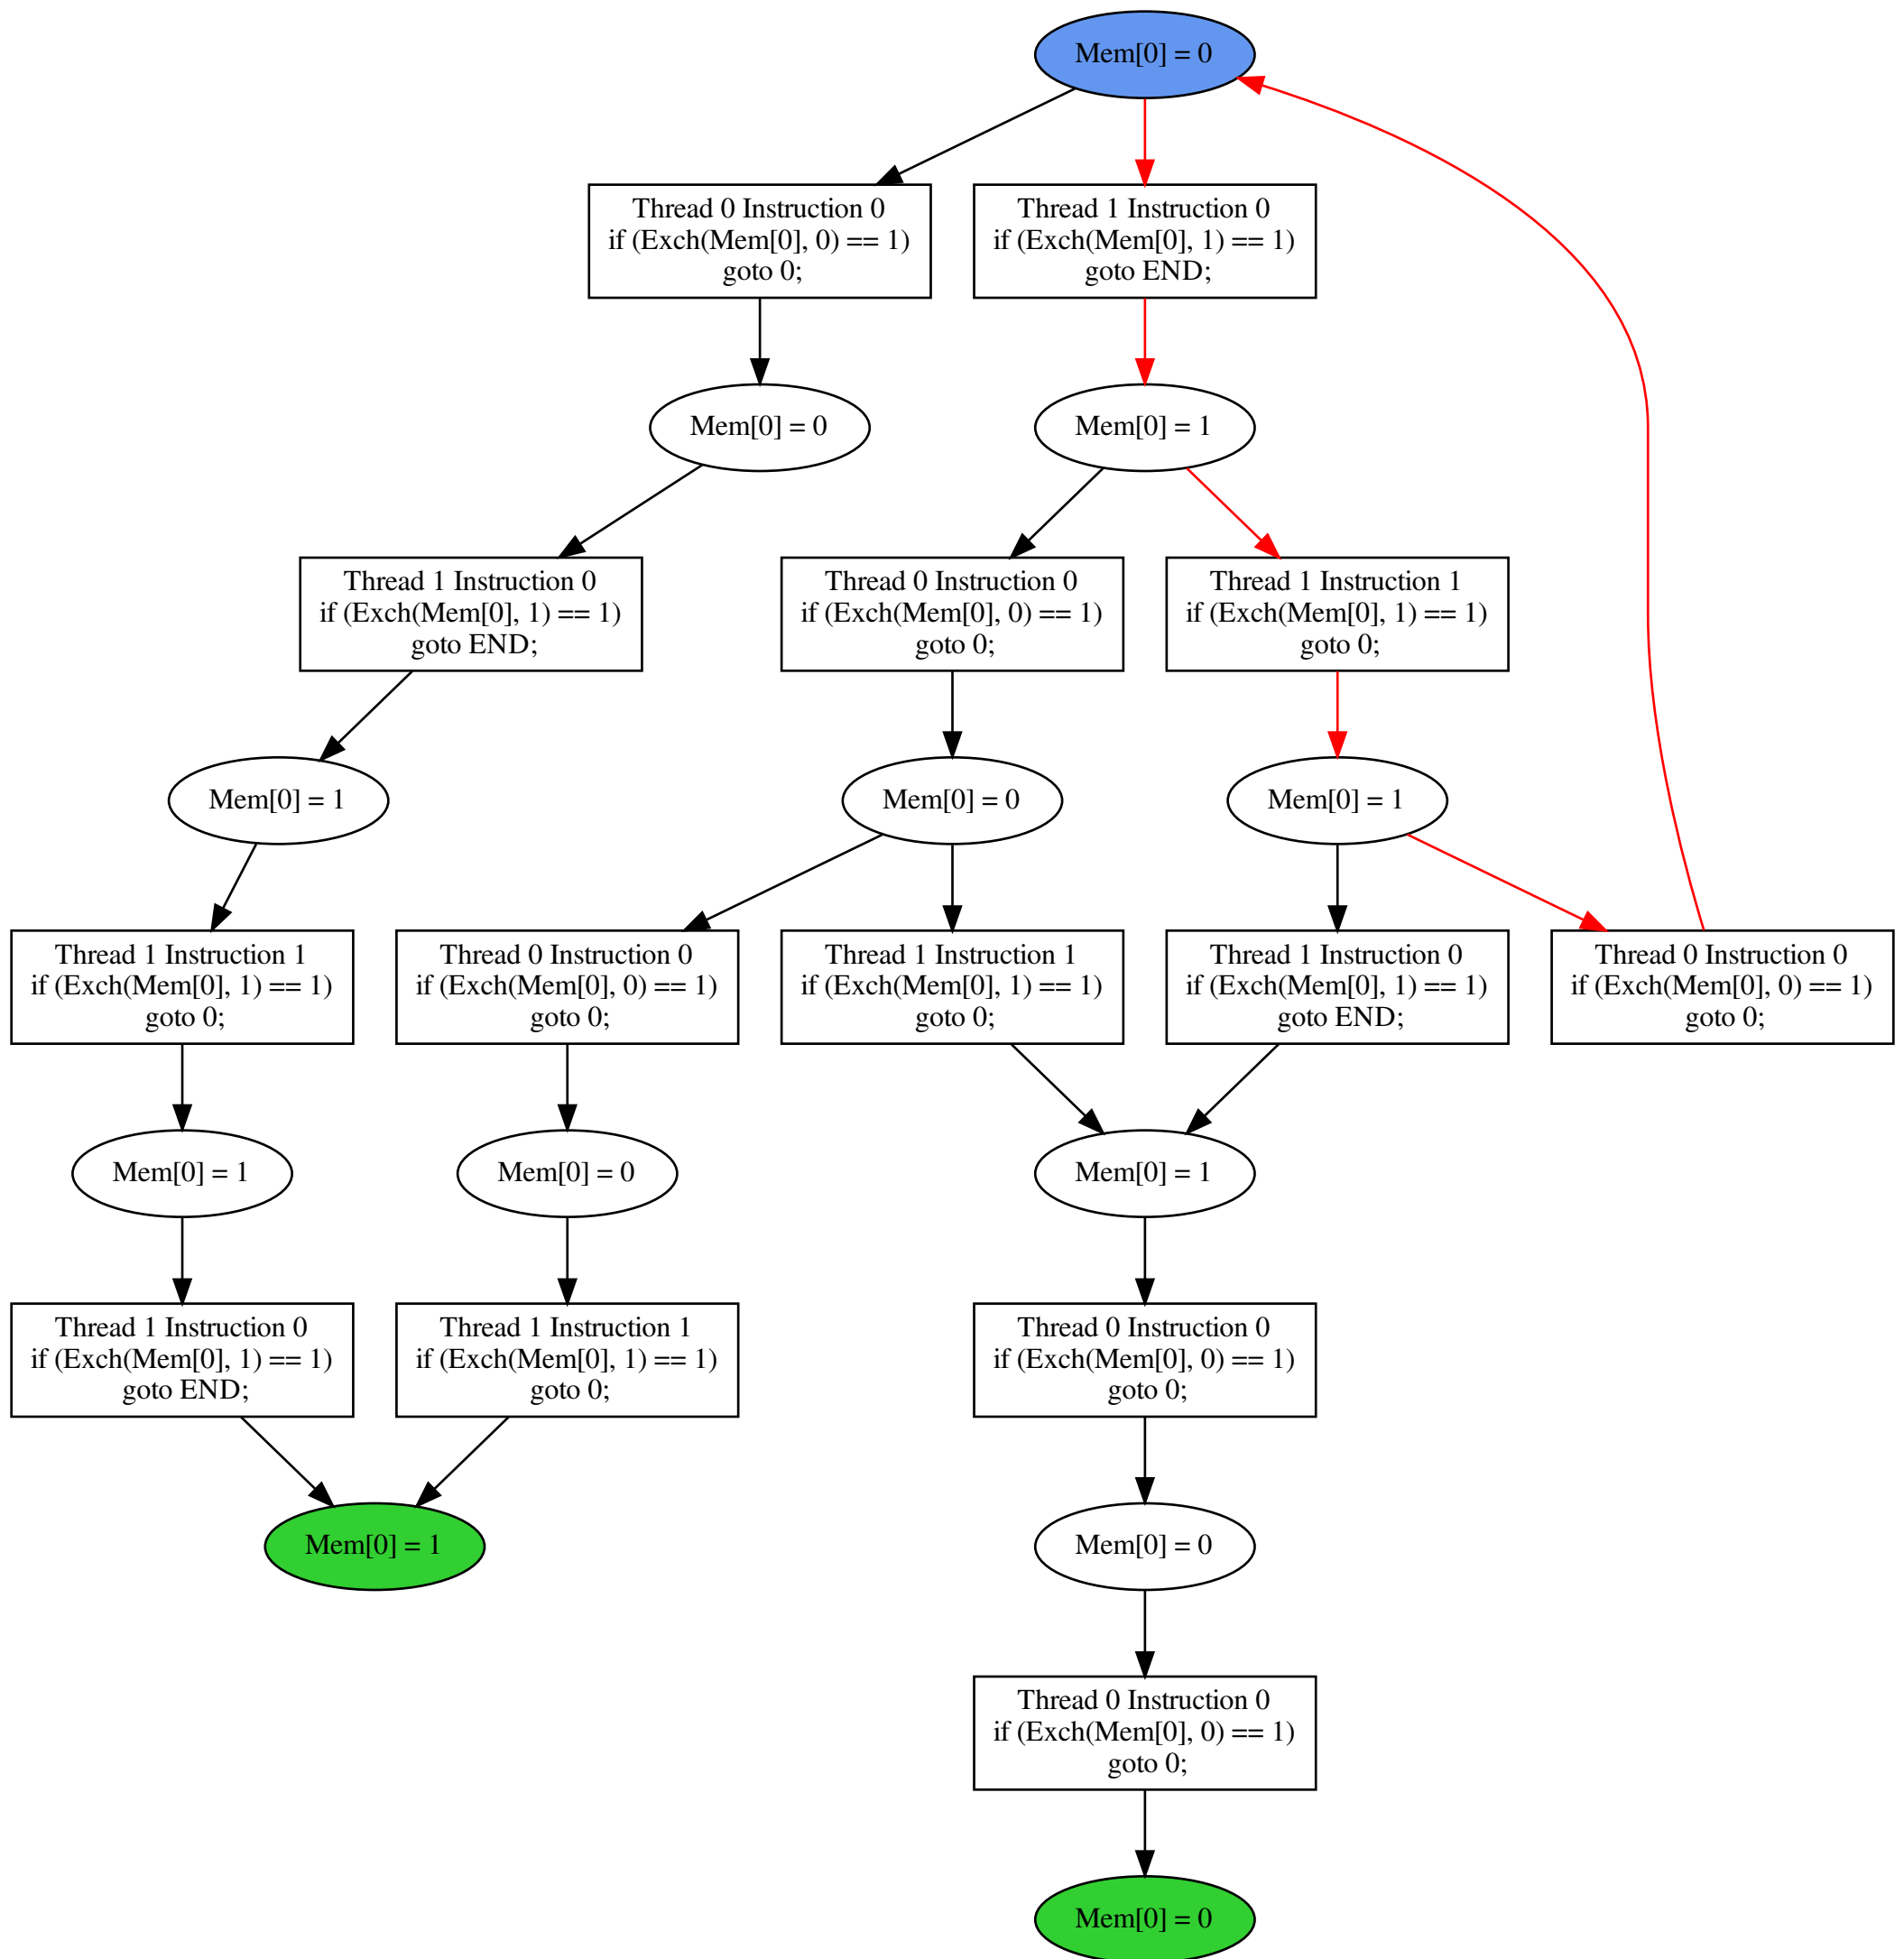 Mem[0] = 0
Thread 0 Instruction 0
if (Exch(Mem[0], 0) == 1)
goto 0;
Thread 1 Instruction 0
if (Exch(Mem[0], 1) == 1)
goto END;
Mem[0] = 0
Mem[0] = 1
Thread 1 Instruction 0
if (Exch(Mem[0], 1) == 1)
goto END;
Thread 0 Instruction 0
if (Exch(Mem[0], 0) == 1)
goto 0;
Thread 1 Instruction 1
if (Exch(Mem[0], 1) == 1)
goto 0;
Mem[0] = 1
Mem[0] = 0
Mem[0] = 1
Thread 1 Instruction 1
if (Exch(Mem[0], 1) == 1)
goto 0;
Thread 0 Instruction 0
if (Exch(Mem[0], 0) == 1)
goto 0;
Thread 1 Instruction 1
if (Exch(Mem[0], 1) == 1)
goto 0;
Thread 1 Instruction 0
if (Exch(Mem[0], 1) == 1)
goto END;
Thread 0 Instruction 0
if (Exch(Mem[0], 0) == 1)
goto 0;
Mem[0] = 1
Mem[0] = 0
Mem[0] = 1
Thread 1 Instruction 0
if (Exch(Mem[0], 1) == 1)
goto END;
Thread 1 Instruction 1
if (Exch(Mem[0], 1) == 1)
goto 0;
Thread 0 Instruction 0
if (Exch(Mem[0], 0) == 1)
goto 0;
Mem[0] = 1
Mem[0] = 0
Thread 0 Instruction 0
if (Exch(Mem[0], 0) == 1)
goto 0;
Mem[0] = 0